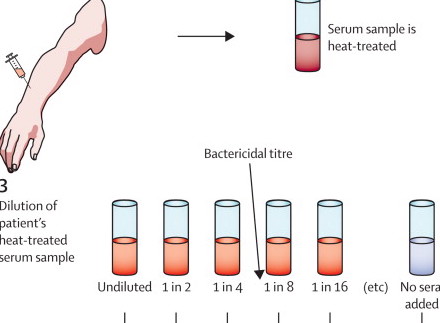 Serum sample is
heat-treated
Bactericidal titre
3
Dilution of
patient's
heat-treated
serum sample
Undiluted 1 in 2 1 in 4 1 in 8 1 in 16 (etc) No sera
added